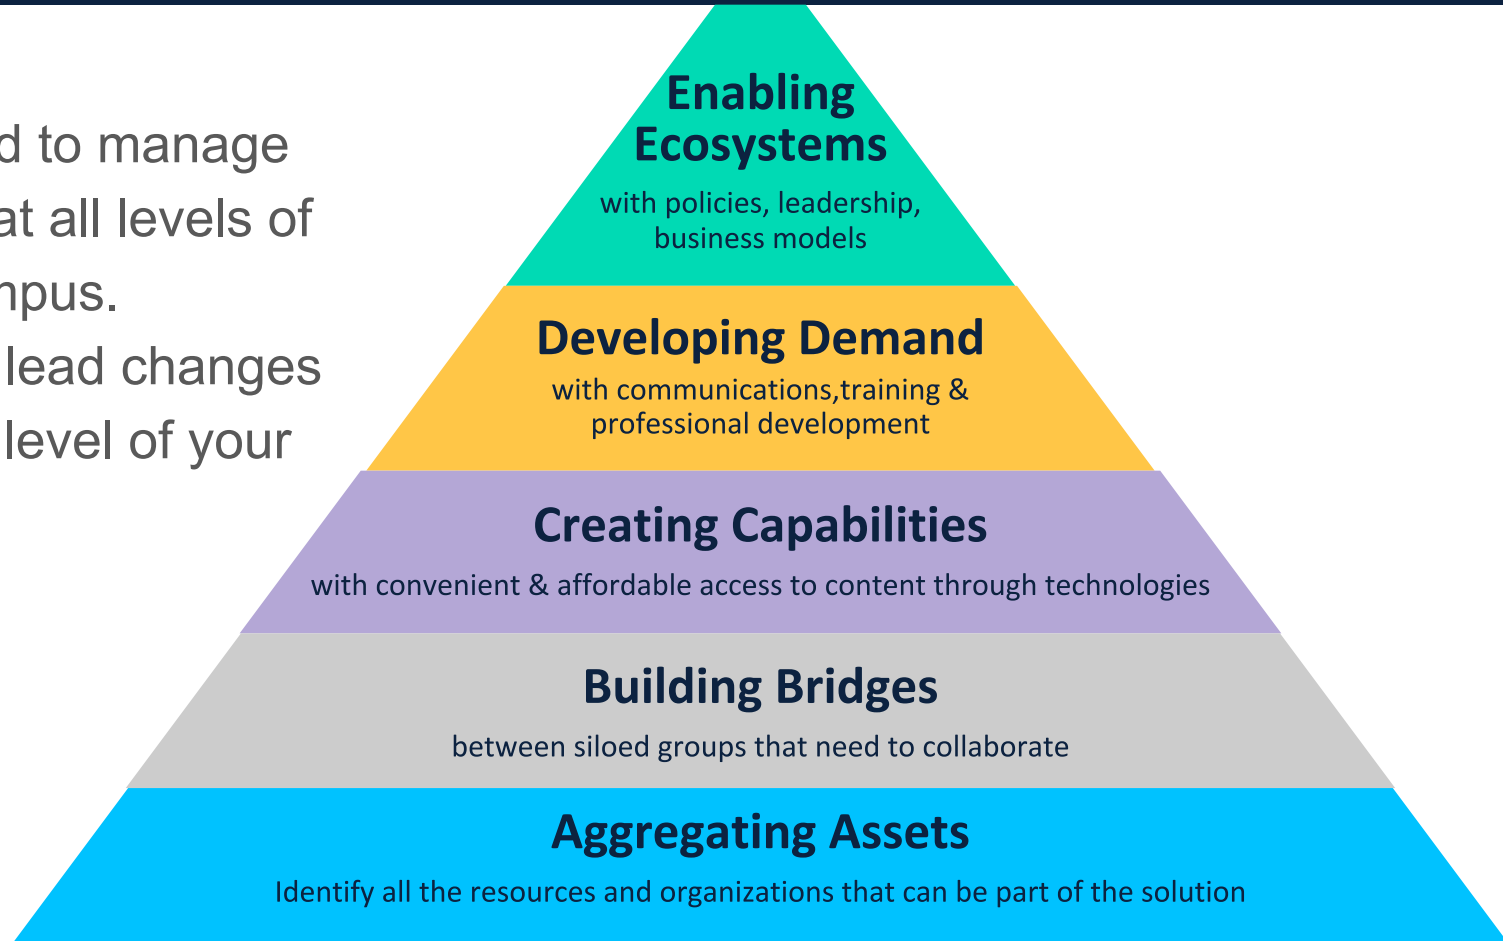 d to manage
at all levels of
mpus.
lead changes
level of your
Enabling
Ecosystems
with policies, leadership,
business models
Developing Demand
with communications,training &
professional development
Creating Capabilities
with convenient & affordable access to content through technologies
Building Bridges
between siloed groups that need to collaborate
Aggregating Assets
Identify all the resources and organizations that can be part of the solution